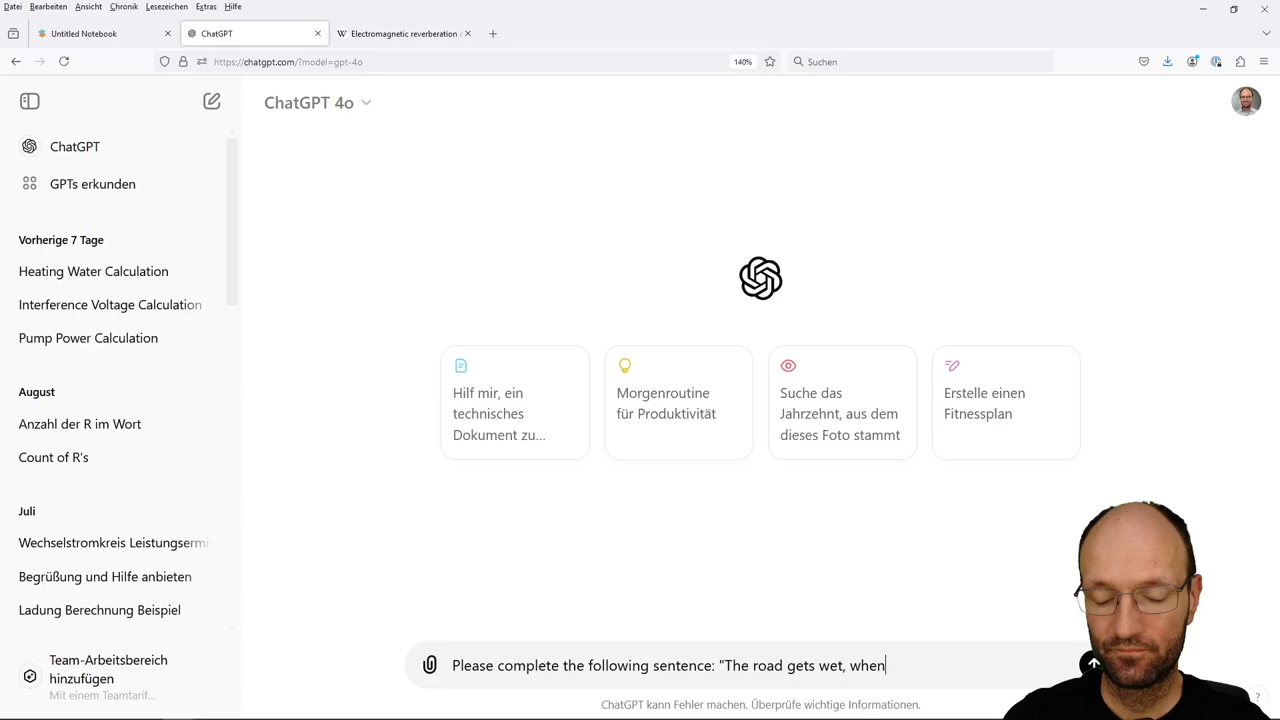 Datei Bearbeiten Ansicht Chronik Lesezeichen Extras Hilfe
Untitled Notebook
ChatGPT
Electromagnetic reverberation c
https://chatgpt.com/?model=gpt-4o
140%
Suchen
ChatGPT 4o
ChatGPT
GPTs erkunden
Vorherige 7 Tage
Heating Water Calculation
Interference Voltage Calculation
Pump Power Calculation
August
Anzahl der R im Wort
Count of R's
Juli
Wechselstromkreis Leistungserm
Begrüßung und Hilfe anbieten
Ladung Berechnung Beispiel
Team-Arbeitsbereich
hinzufügen
Mit einem Teamtarif...
Hilf mir, ein
technisches
Dokument zu...
Morgenroutine
für Produktivität
Suche das
Jahrzehnt, aus dem
dieses Foto stammt
Erstelle einen
Fitnessplan
Please complete the following sentence: "The road gets wet, when
ChatGPT kann Fehler machen. Überprüfe wichtige Informationen.
?